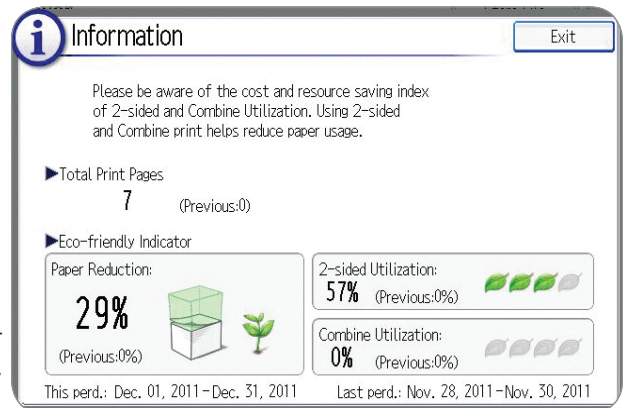 i Information
Exit
Please be aware of the cost and resource saving index
of 2-sided and Combine Utilization. Using 2-sided
and Combine print helps reduce paper usage.
▶Total Print Pages
7 (Previous:0)
▶Eco-friendly Indicator
Paper Reduction:
29%
(Previous:0%)
2-sided Utilization:
57% (Previous:0%)
Combine Utilization:
0% (Previous:0%)
This perd.: Dec. 01, 2011-Dec. 31, 2011
Last perd.: Nov. 28, 2011-Nov. 30, 2011